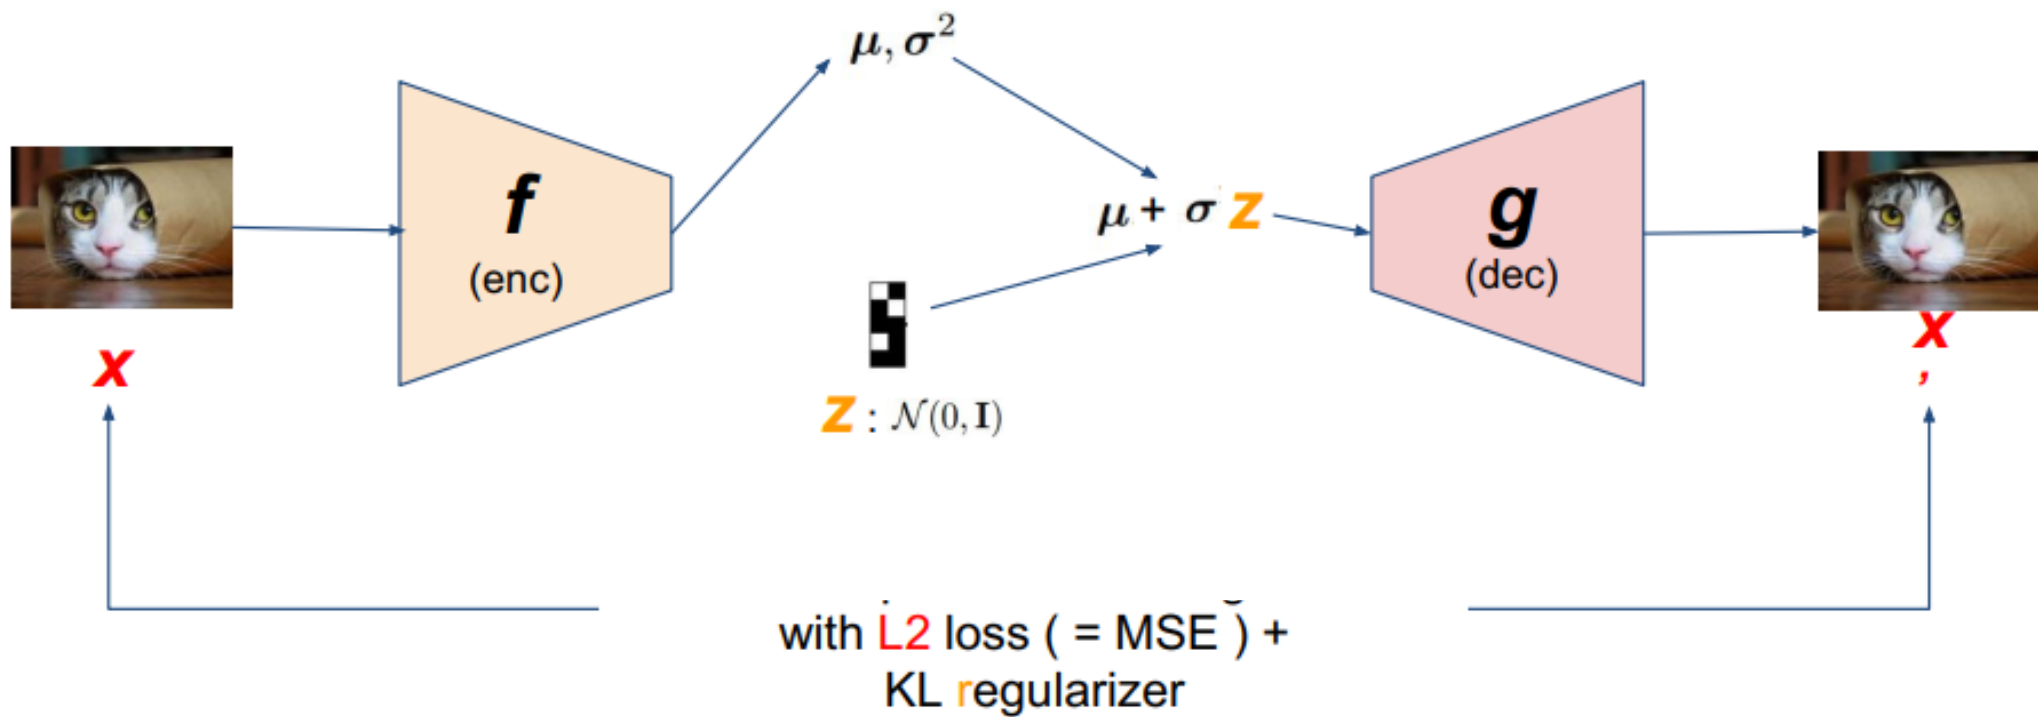 μ, σ²
f
(enc)
μ + σ z
g
(dec)
x
z : 𝒩(0, I)
x
,
with L2 loss ( = MSE ) +
KL regularizer